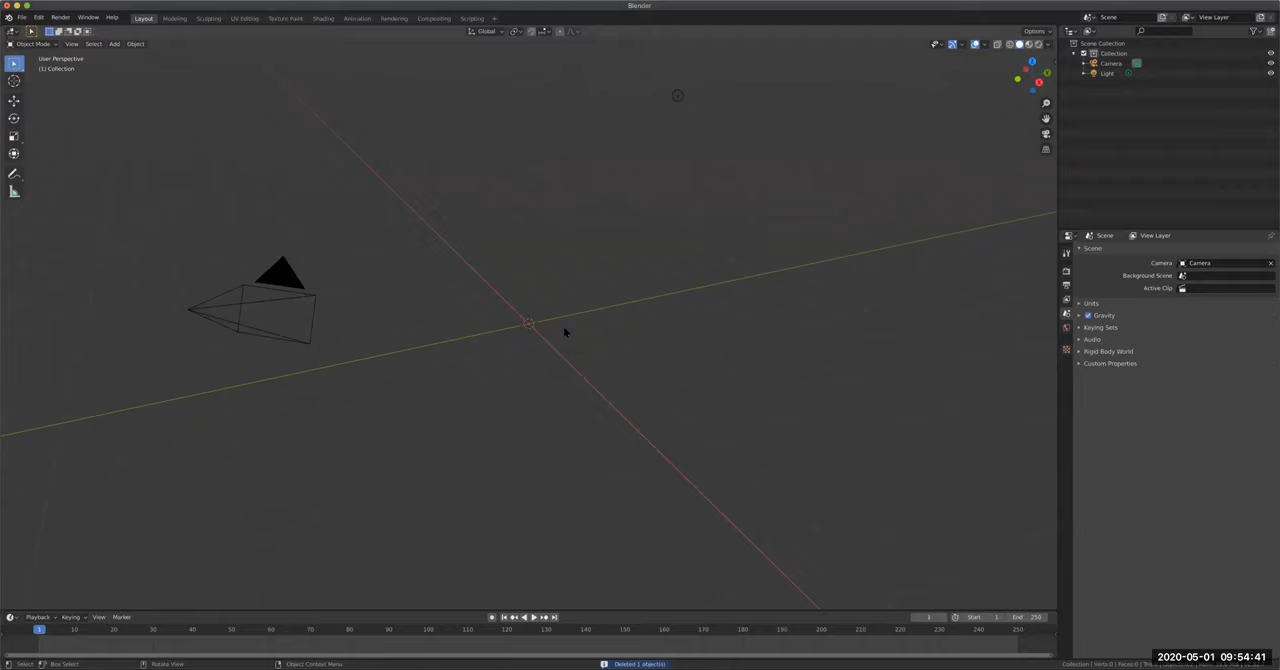 Blender
File Edit Render Window Help Layout Modeling Sculpting UV Editing Texture Paint Shading Animation Rendering Compositing Scripting + Scene View Layer
Global Options
Object Mode View Select Add Object
User Perspective
(1) Collection
Scene Collection
Collection
Camera
Light
Scene View Layer
Scene
Camera Camera
Background Scene
Active Clip
Units
Gravity
Keying Sets
Audio
Rigid Body World
Custom Properties
Playback Keying View Marker 1 Start 1 End 250
1 10 20 30 40 50 60 70 80 90 100 110 120 130 140 150 160 170 180 190 200 210 220 230 240 250
Select Box Select Rotate View Object Context Menu Deleted 1 object(s)
2020-05-01 09:54:41